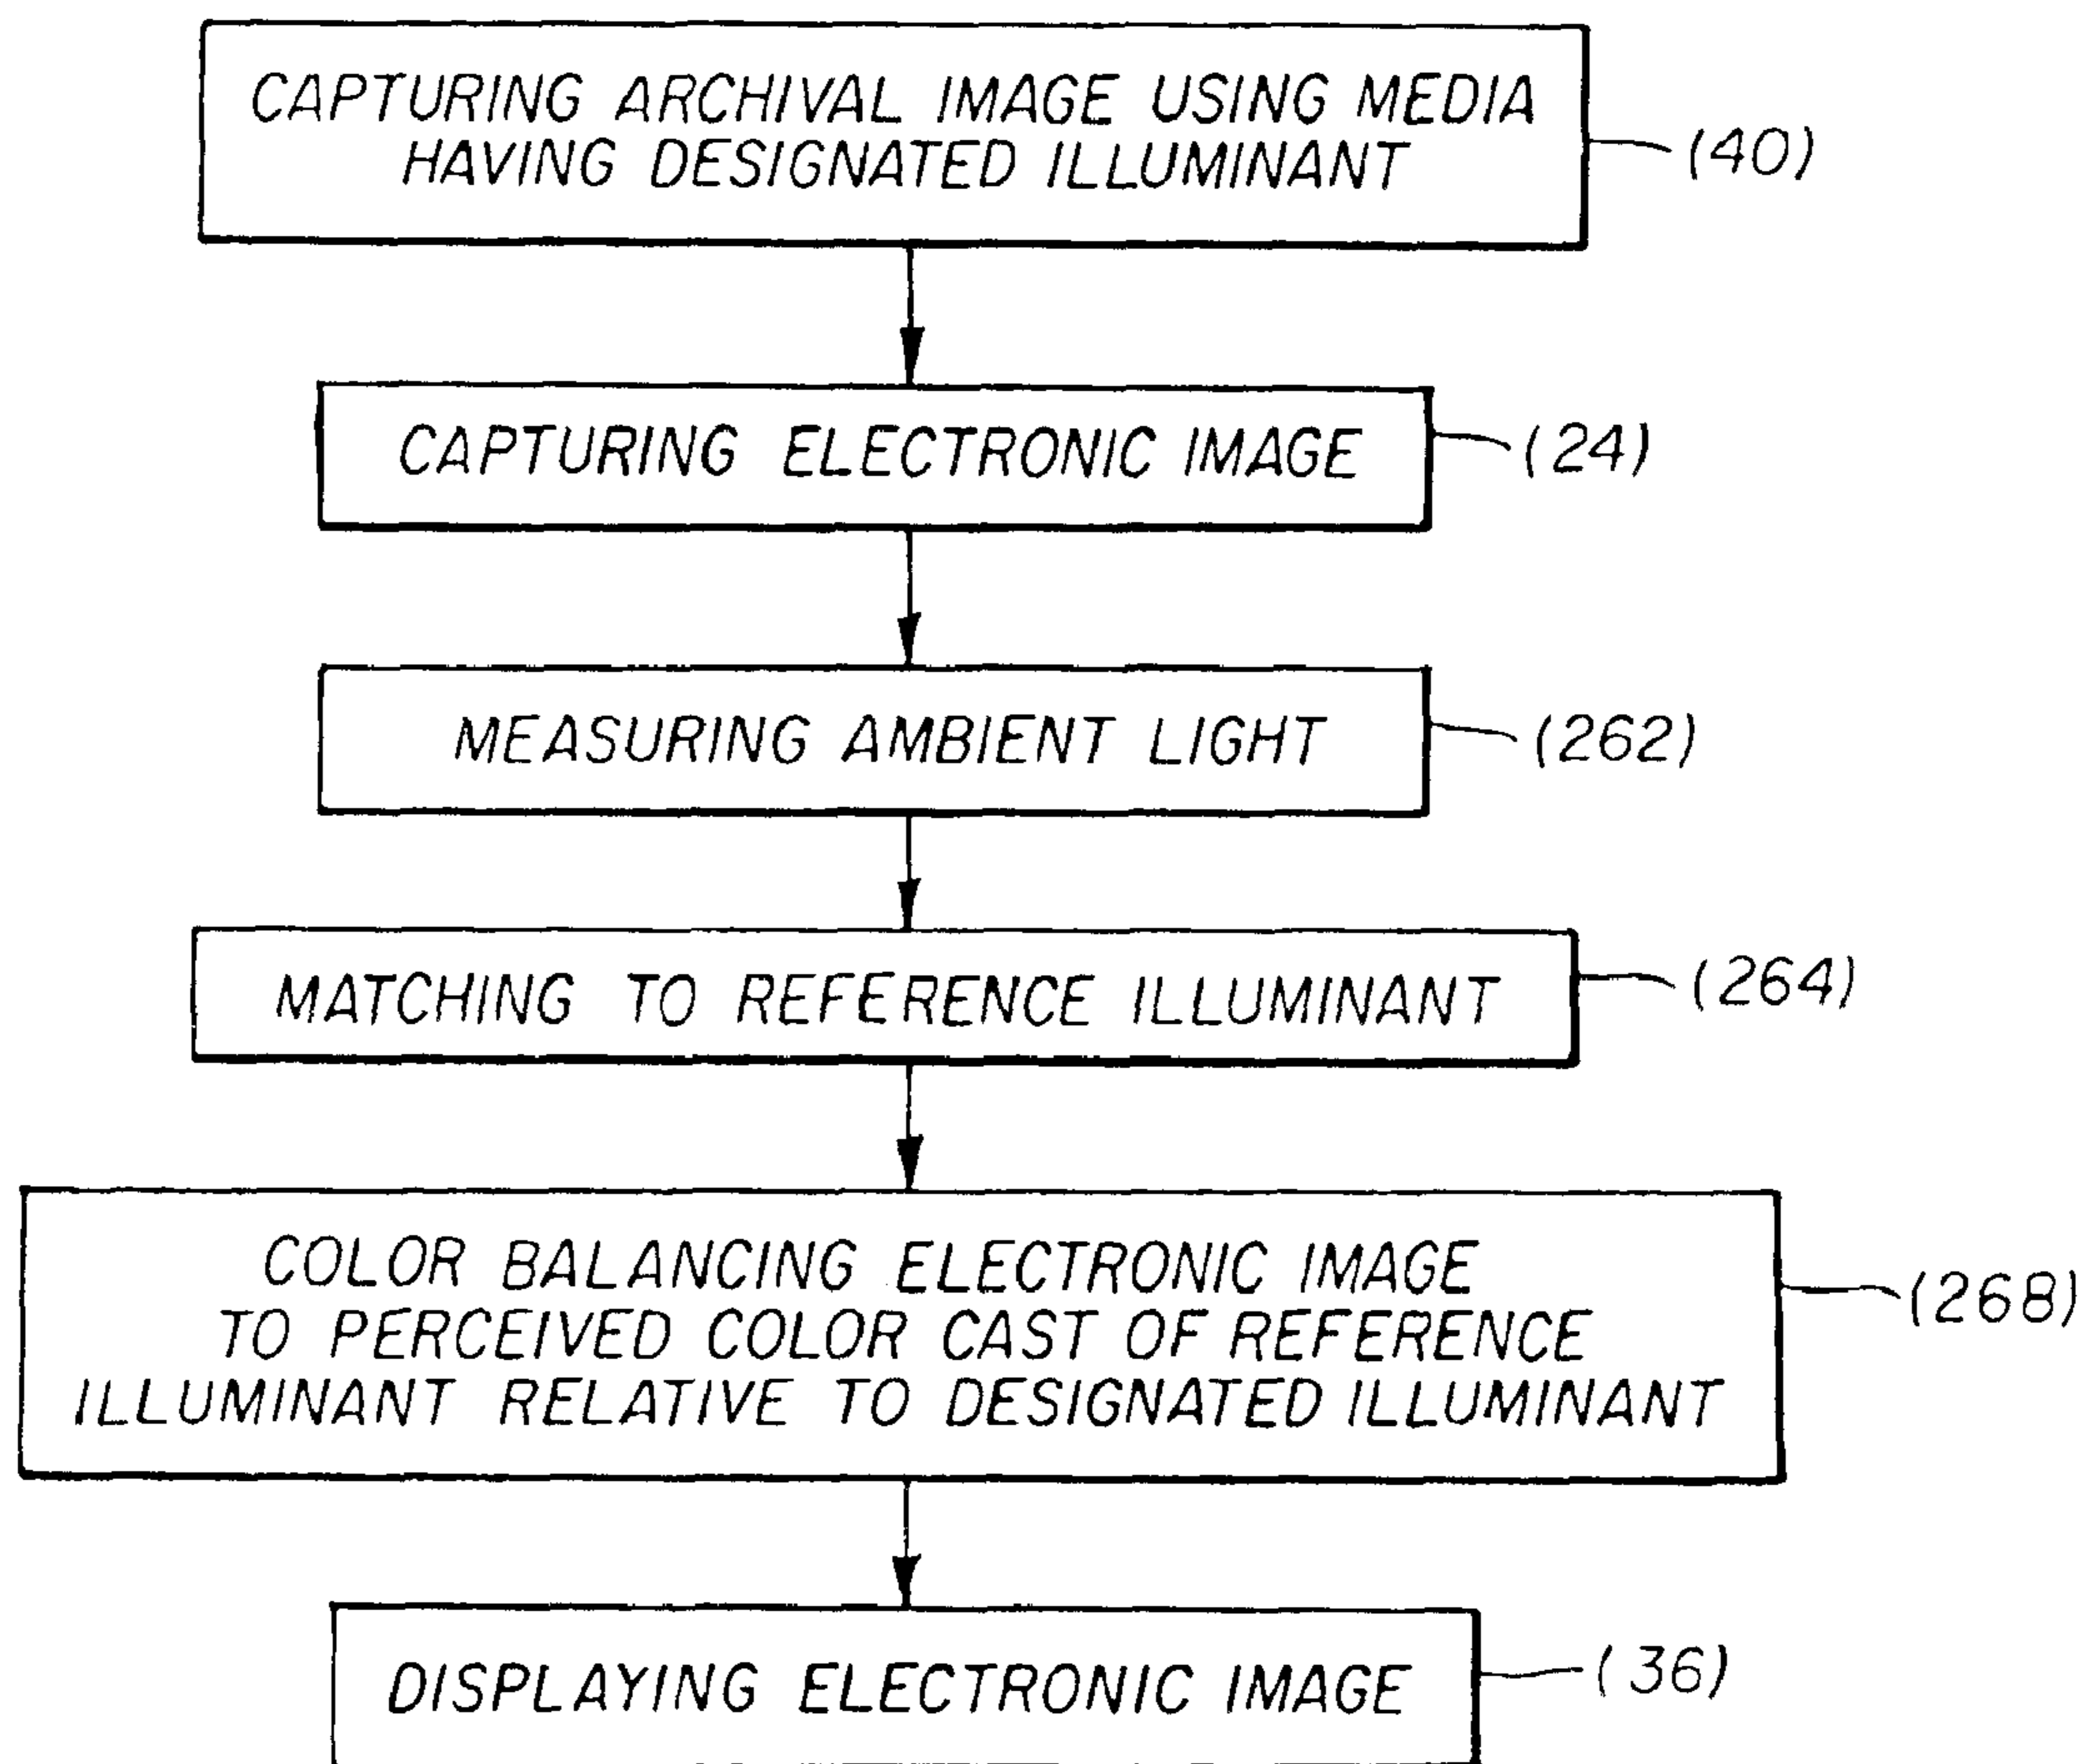 CAPTURING ARCHIVAL IMAGE USING MEDIA
HAVING DESIGNATED ILLUMINANT
(40)
CAPTURING ELECTRONIC IMAGE
(24)
MEASURING AMBIENT LIGHT
(262)
MATCHING TO REFERENCE ILLUMINANT
(264)
COLOR BALANCING ELECTRONIC IMAGE
TO PERCEIVED COLOR CAST OF REFERENCE
ILLUMINANT RELATIVE TO DESIGNATED ILLUMINANT
(268)
DISPLAYING ELECTRONIC IMAGE
(36)